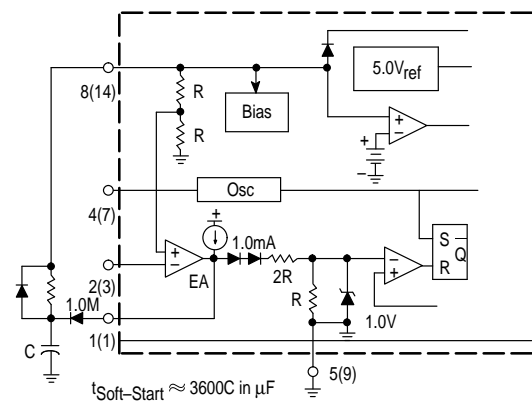 5.0Vref
8(14)
R
Bias
+
–
R
+
–
4(7)
Osc
+
1.0mA
S
Q
+
–
2R
–
+
R
2(3)
EA
R
1.0M
1.0V
1(1)
C
5(9)
tSoft–Start ≈ 3600C in µF